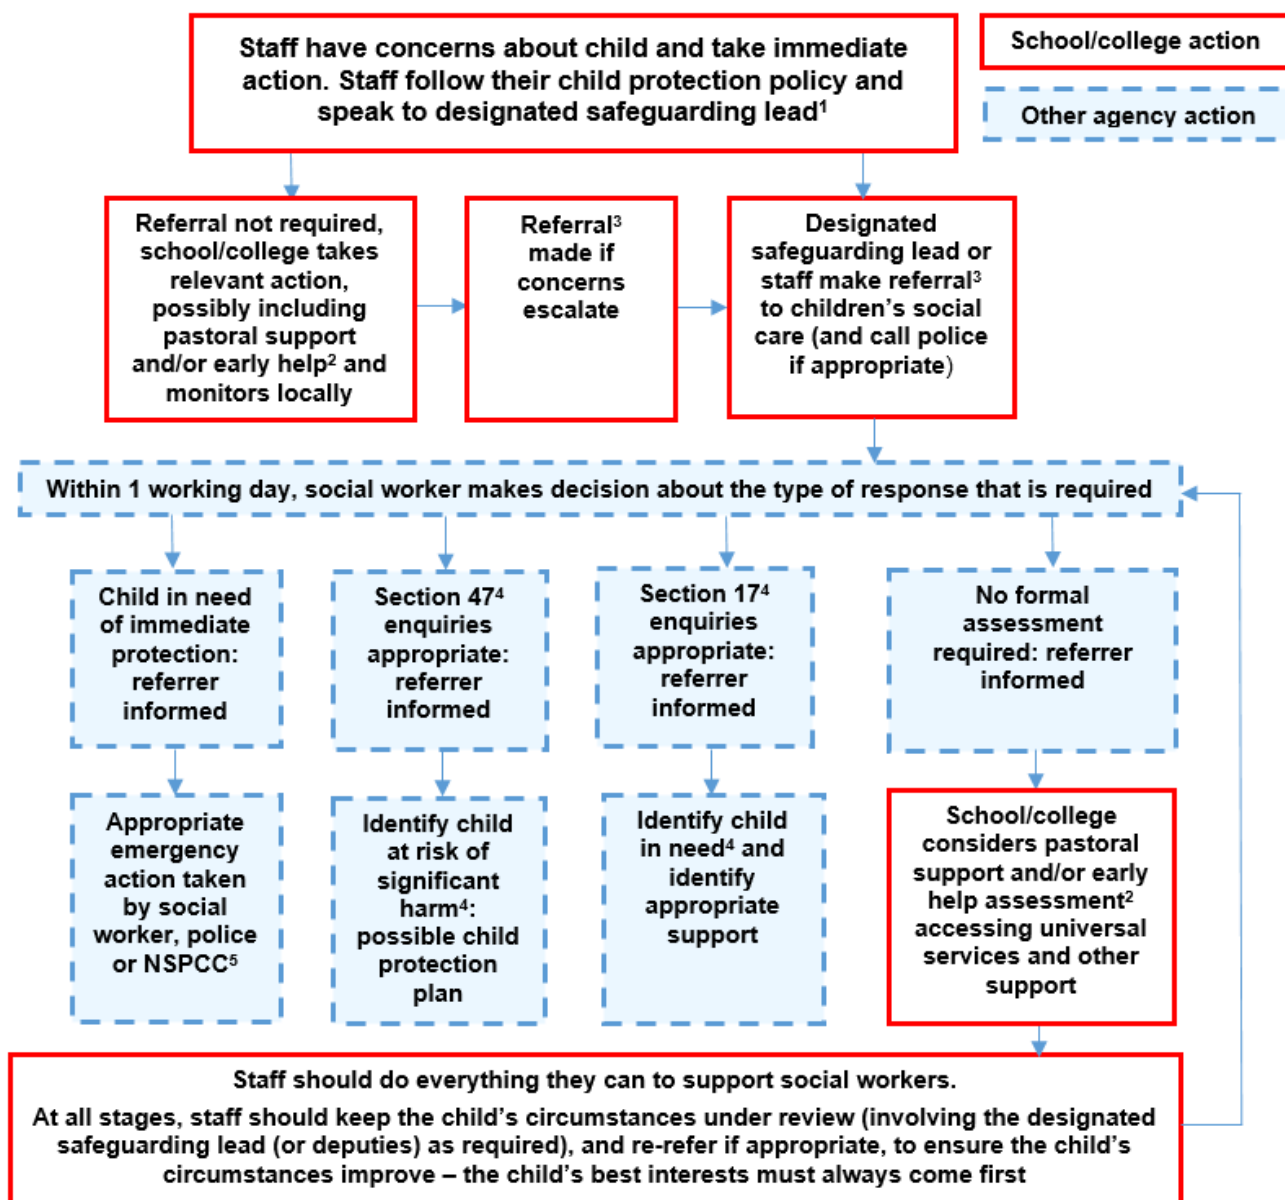 Staff have concerns about child and take immediate
action. Staff follow their child protection policy and
speak to designated safeguarding lead¹
School/college action
Other agency action
Referral not required,
school/college takes
relevant action,
possibly including
pastoral support
and/or early help² and
monitors locally
Referral³
made if
concerns
escalate
Designated
safeguarding lead or
staff make referral³
to children's social
care (and call police
if appropriate)
Within 1 working day, social worker makes decision about the type of response that is required
Child in need
of immediate
protection:
referrer
informed
Section 47⁴
enquiries
appropriate:
referrer
informed
Section 17⁴
enquiries
appropriate:
referrer
informed
No formal
assessment
required: referrer
informed
Appropriate
emergency
action taken
by social
worker, police
or NSPCC⁵
Identify child
at risk of
significant
harm⁴:
possible child
protection
plan
Identify child
in need⁴ and
identify
appropriate
support
School/college
considers pastoral
support and/or early
help assessment²
accessing universal
services and other
support
Staff should do everything they can to support social workers.
At all stages, staff should keep the child's circumstances under review (involving the designated
safeguarding lead (or deputies) as required), and re-refer if appropriate, to ensure the child's
circumstances improve – the child's best interests must always come first